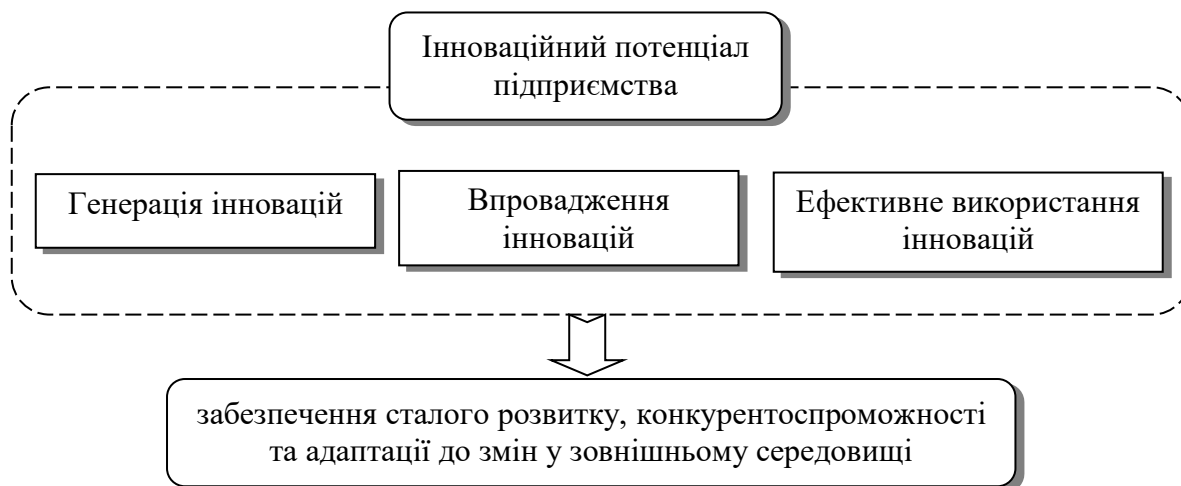 Інноваційний потенціал
підприємства
Генерація інновацій
Впровадження
інновацій
Ефективне використання
інновацій
забезпечення сталого розвитку, конкурентоспроможності
та адаптації до змін у зовнішньому середовищі